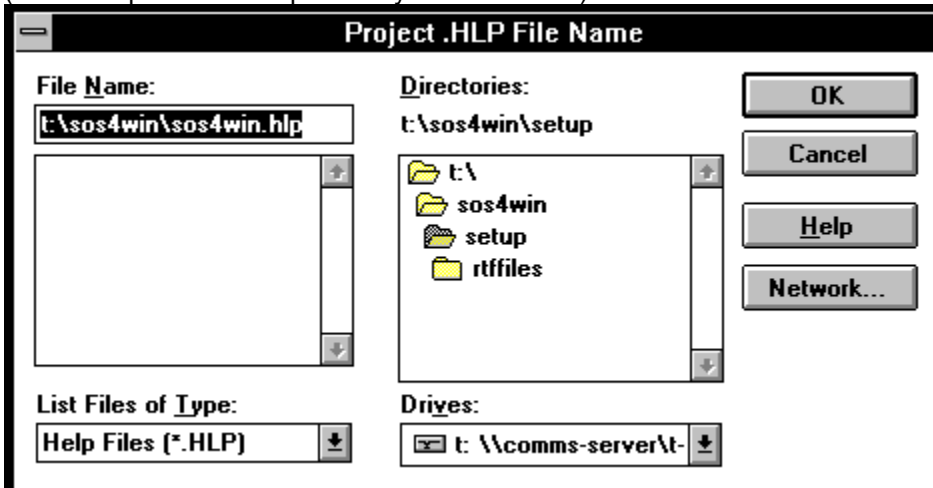 Project .HLP File Name
File Name:
t:\sos4win\sos4win.hlp
Directories:
t:\sos4win\setup
t:\
sos4win
setup
rtffiles
OK
Cancel
Help
Network...
List Files of Type:
Help Files (*.HLP)
Drives:
t: \\comms-server\t-